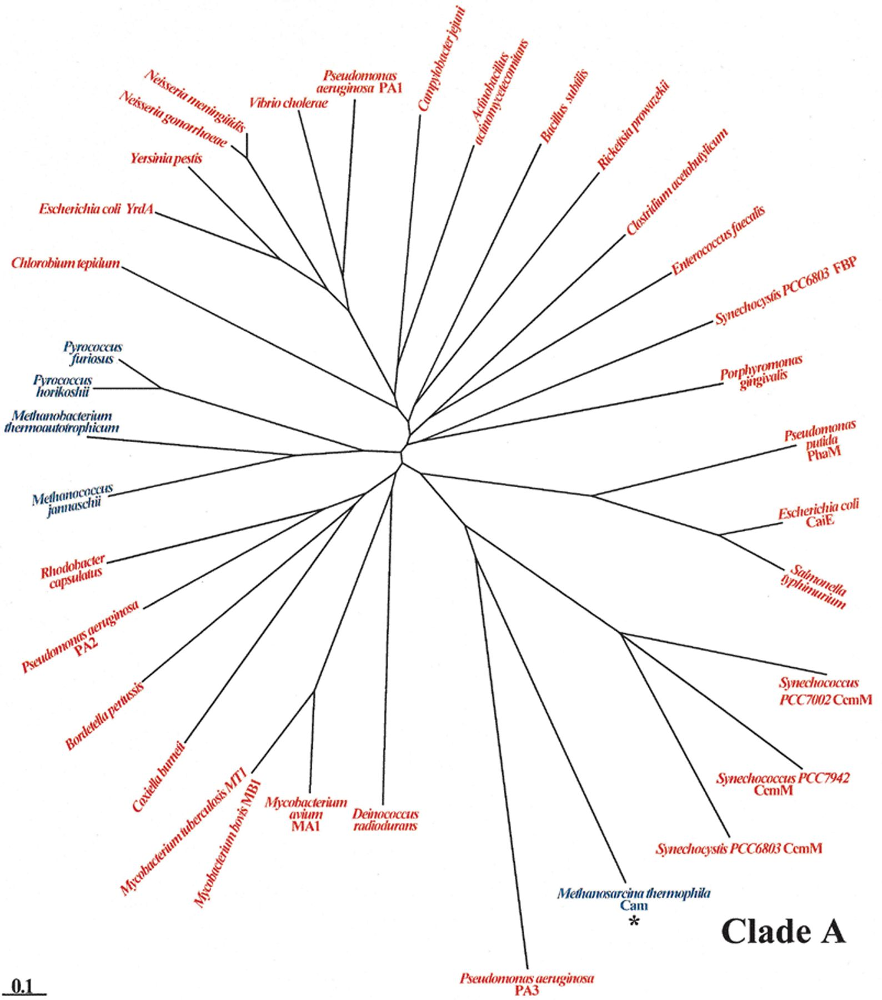 Campylobacter jejuni
Actinobacillus
actinomycetecomitans
Pseudomonas
aeruginosa PA1
Bacillus subtilis
Neisseria meningitidis
Neisseria gonorrhoeae
Vibrio cholerae
Rickettsia prowazekii
Yersinia pestis
Clostridium acetobutylicum
Escherichia coli YrdA
Enterococcus faecalis
Chlorobium tepidum
Synechocystis PCC6803 FBP
Pyrococcus
furiosus
Porphyromonas
gingivalis
Pyrococcus
horikoshii
Methanobacterium
thermoautotrophicum
Pseudomonas
putida
PhaM
Methanococcus
jannaschii
Escherichia coli
CaiE
Rhodobacter
capsulatus
Salmonella
typhimurium
Pseudomonas aeruginosa
PA2
Synechococcus
PCC7002 CcmM
Bordetella pertussis
Coxiella burneti
Synechococcus PCC7942
CcmM
Mycobacterium tuberculosis MT1
Mycobacterium bovis MB1
Mycobacterium
avium
MA1
Deinococcus
radiodurans
Synechocystis PCC6803 CcmM
Methanosarcina thermophila
Cam
*
Clade A
Pseudomonas aeruginosa
PA3
0.1